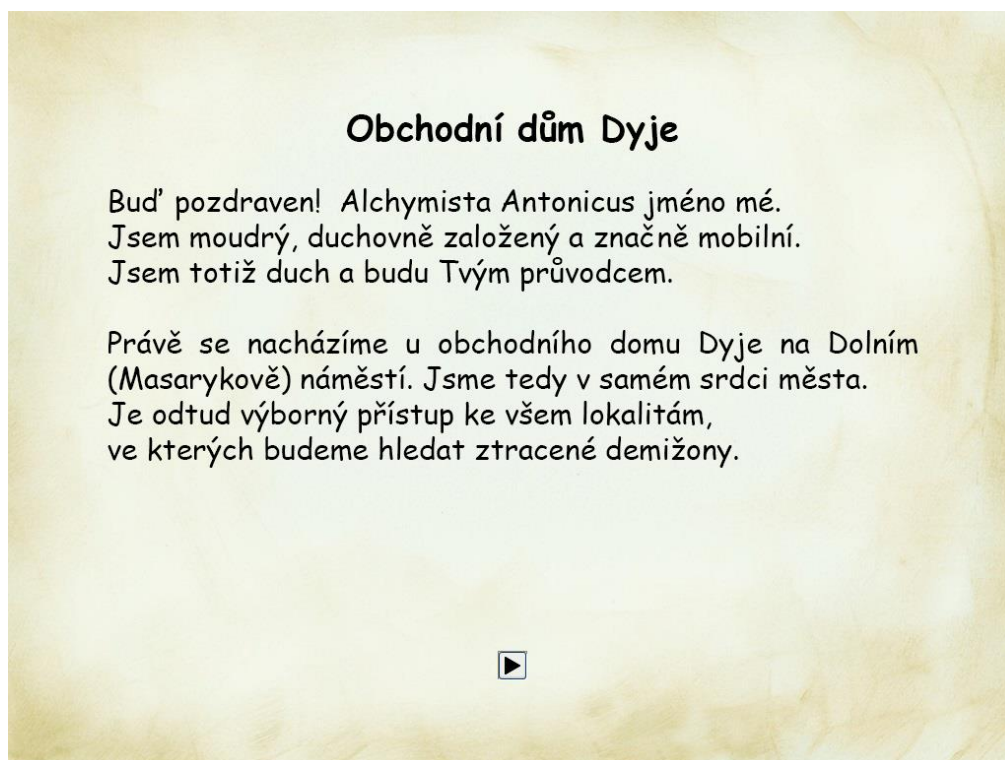 Obchodní dům Dyje
Buď pozdraven! Alchymista Antonicus jméno mé.
Jsem moudrý, duchovně založený a značně mobilní.
Jsem totiž duch a budu Tvým průvodcem.
Právě se nacházíme u obchodního domu Dyje na Dolním
(Masarykově) náměstí. Jsme tedy v samém srdci města.
Je odtud výborný přístup ke všem lokalitám,
ve kterých budeme hledat ztracené demižony.